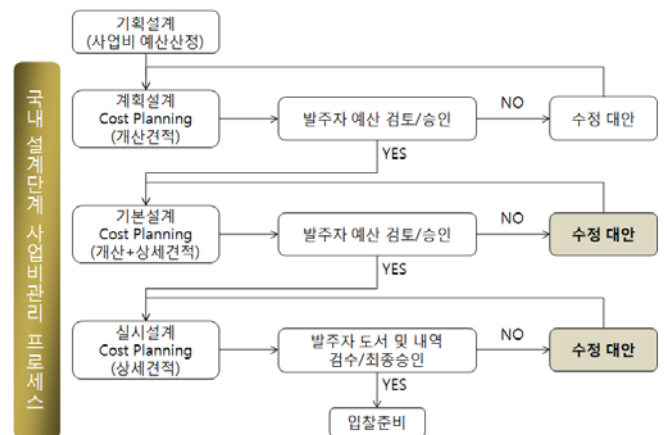 국내 설계단계 사업비관리 프로세스
기획설계
(사업비 예산산정)
계획설계
Cost Planning
(개산견적)
발주자 예산 검토/승인
NO
수정 대안
YES
기본설계
Cost Planning
(개산+상세견적)
발주자 예산 검토/승인
NO
수정 대안
YES
실시설계
Cost Planning
(상세견적)
발주자 도서 및 내역
검수/최종승인
NO
수정 대안
YES
입찰준비